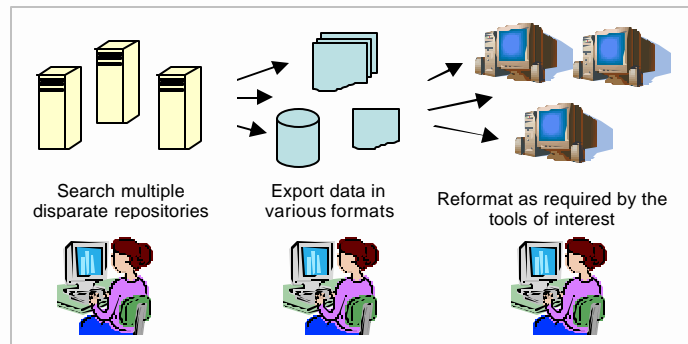 Search multiple
disparate repositories
Export data in
various formats
Reformat as required by the
tools of interest